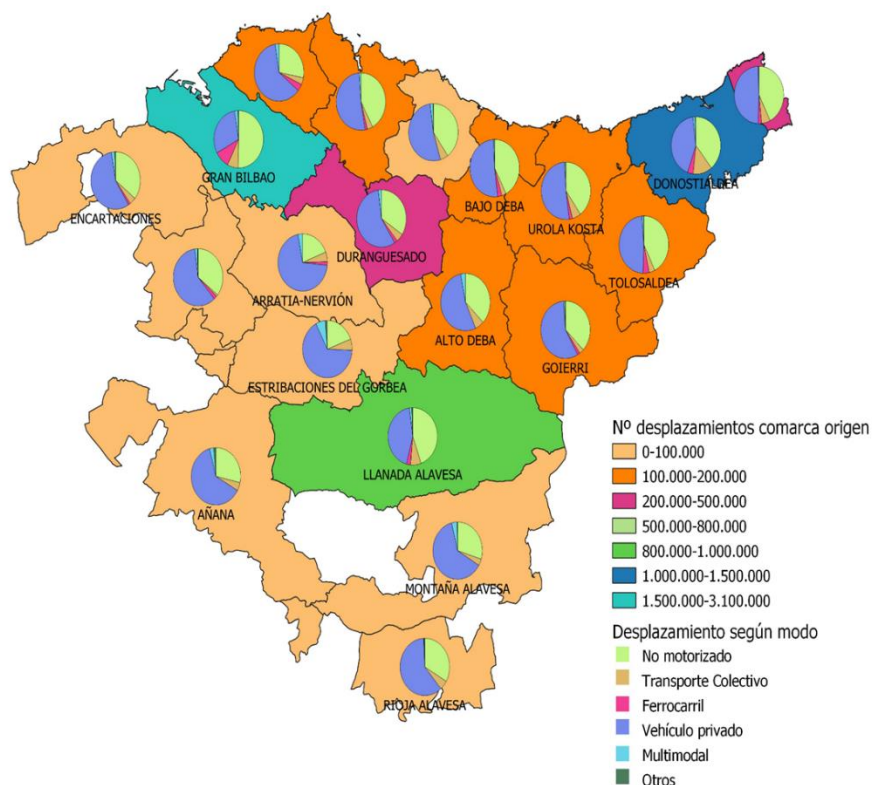 GRAN BILBAO
ENCARTACIONES
DURANGUESADO
BAJO DEBA
UROLA KOSTA
DONOSTIALDEA
TOLOSALDEA
ARRATIA-NERVIÓN
ALTO DEBA
GOIERRI
ESTRIBACIONES DEL GORBEA
LLANADA ALAVESA
AÑANA
MONTAÑA ALAVESA
RIOJA ALAVESA
Nº desplazamientos comarca origen
0-100.000
100.000-200.000
200.000-500.000
500.000-800.000
800.000-1.000.000
1.000.000-1.500.000
1.500.000-3.100.000
Desplazamiento según modo
No motorizado
Transporte Colectivo
Ferrocarril
Vehículo privado
Multimodal
Otros